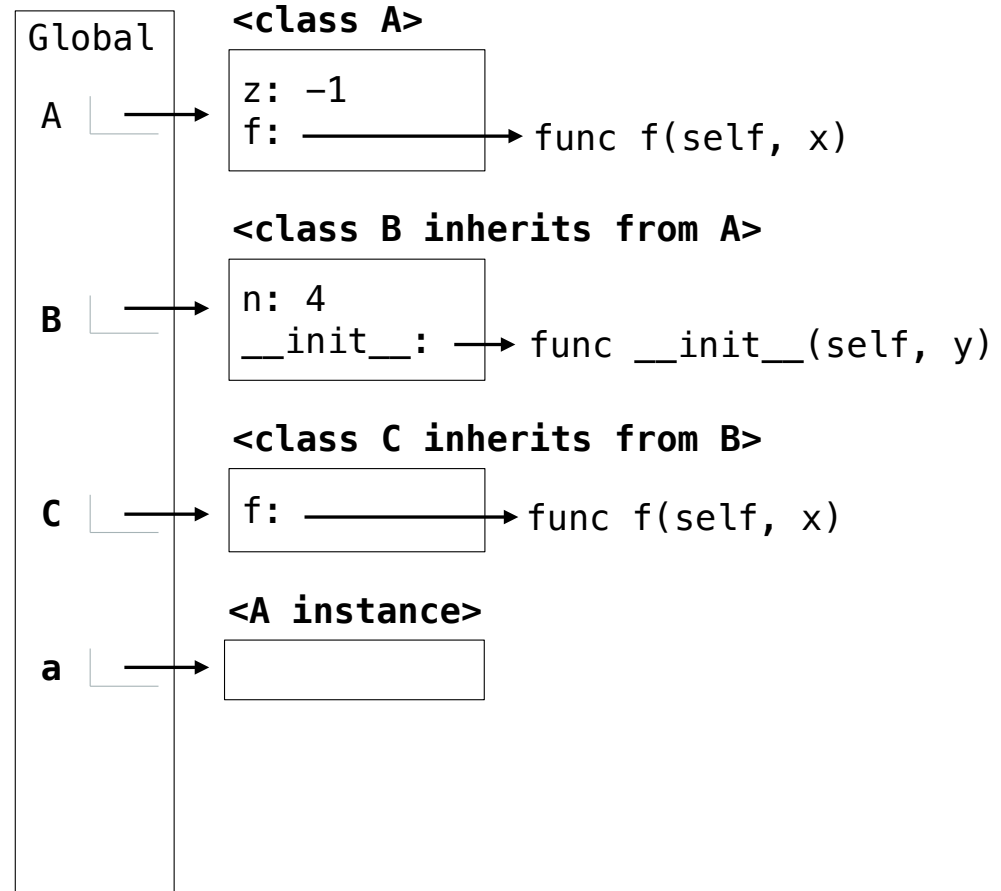 Global
<class A>
A
z: −1
f:
func f(self, x)
<class B inherits from A>
B
n: 4
__init__:
func __init__(self, y)
<class C inherits from B>
C
f:
func f(self, x)
<A instance>
a